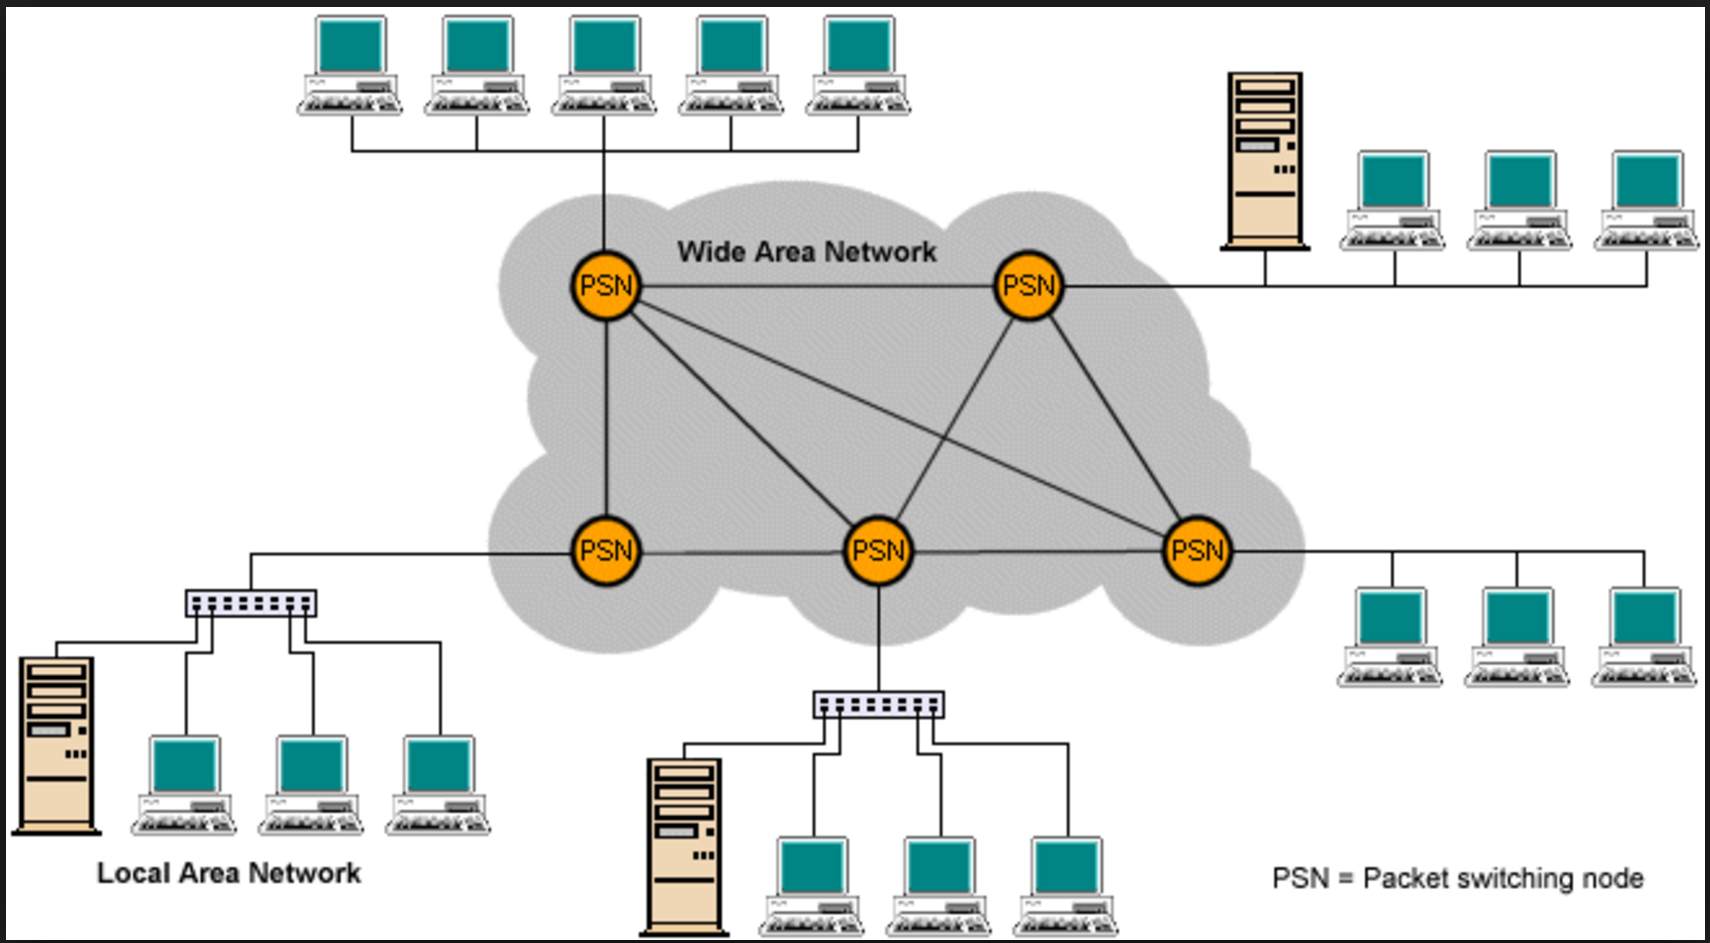 Wide Area Network
PSN
PSN
PSN
PSN
PSN
Local Area Network
PSN = Packet switching node